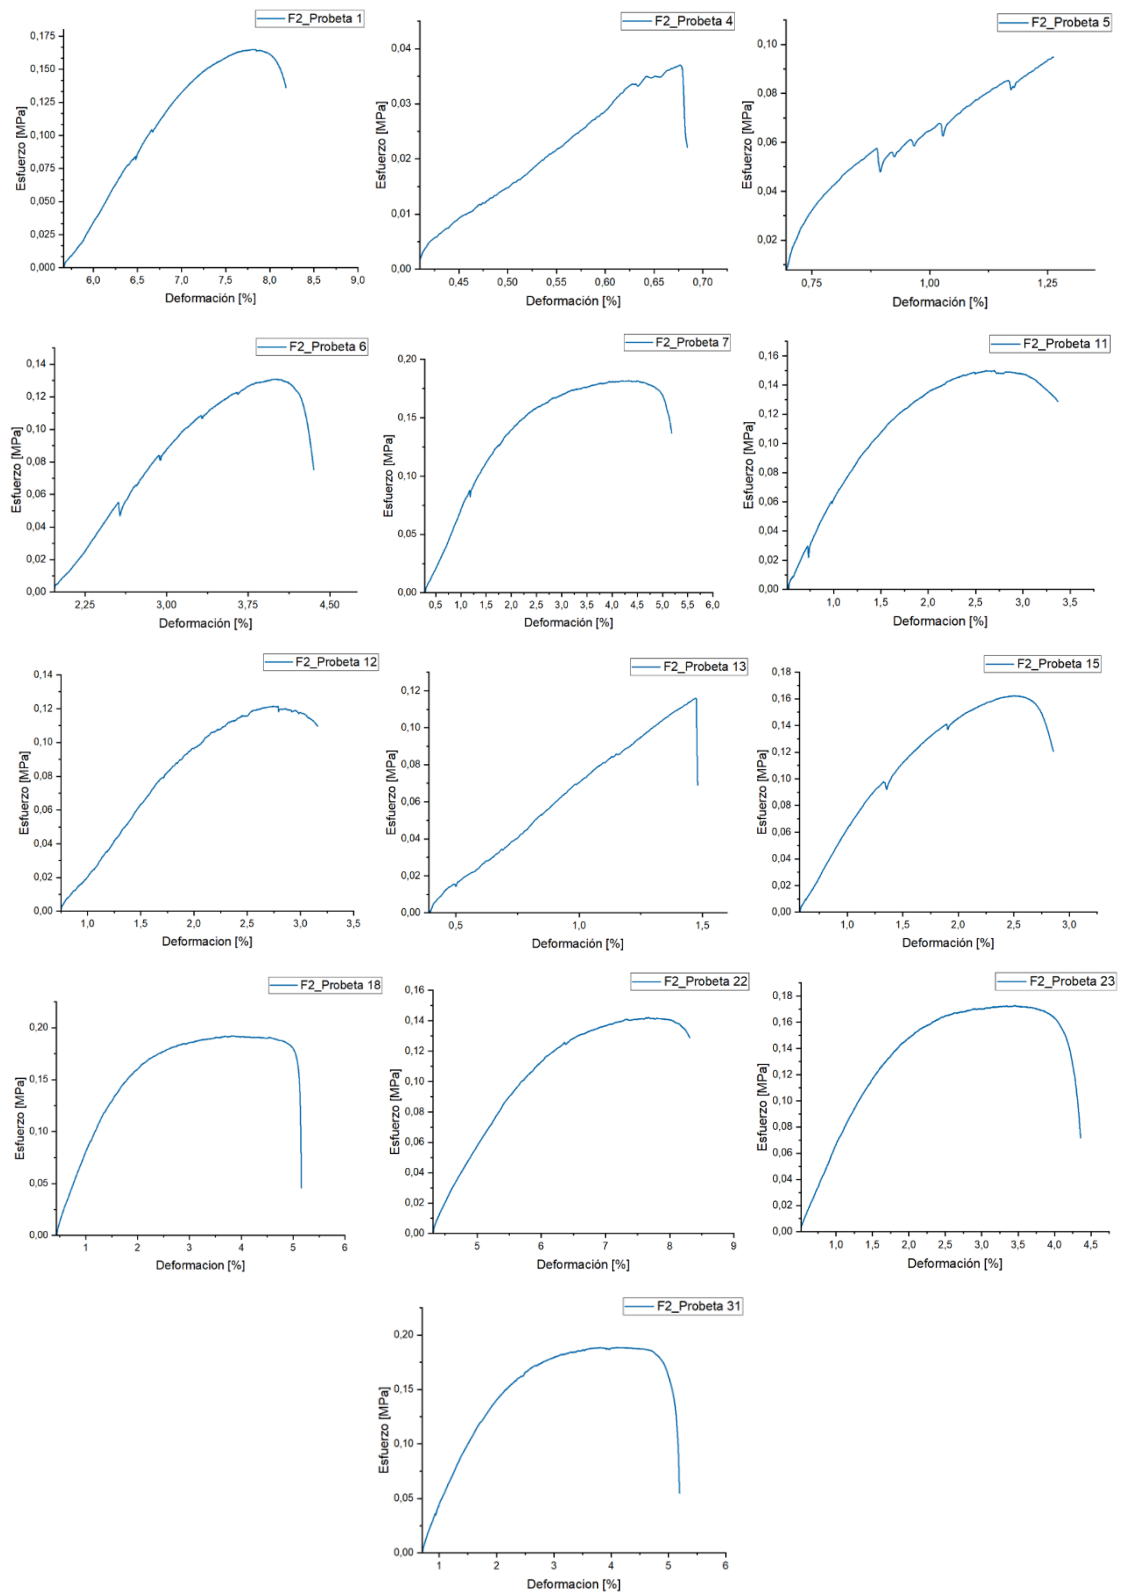 F2_Probeta 1
0,175
0,150
0,125
0,100
0,075
0,050
0,025
0,000
Esfuerzo [MPa]
6,0 6,5 7,0 7,5 8,0 8,5 9,0
Deformación [%]
F2_Probeta 4
0,04
0,03
0,02
0,01
0,00
Esfuerzo [MPa]
0,45 0,50 0,55 0,60 0,65 0,70
Deformación [%]
F2_Probeta 5
0,10
0,08
0,06
0,04
0,02
Esfuerzo [MPa]
0,75 1,00 1,25
Deformación [%]
F2_Probeta 6
0,14
0,12
0,10
0,08
0,06
0,04
0,02
0,00
Esfuerzo [MPa]
2,25 3,00 3,75 4,50
Deformación [%]
F2_Probeta 7
0,20
0,15
0,10
0,05
0,00
Esfuerzo [MPa]
0,5 1,0 1,5 2,0 2,5 3,0 3,5 4,0 4,5 5,0 5,5 6,0
Deformación [%]
F2_Probeta 11
0,16
0,14
0,12
0,10
0,08
0,06
0,04
0,02
0,00
Esfuerzo [MPa]
1,0 1,5 2,0 2,5 3,0 3,5
Deformacion [%]
F2_Probeta 12
0,14
0,12
0,10
0,08
0,06
0,04
0,02
0,00
Esfuerzo [MPa]
1,0 1,5 2,0 2,5 3,0 3,5
Deformacion [%]
F2_Probeta 13
0,12
0,10
0,08
0,06
0,04
0,02
0,00
Esfuerzo [MPa]
0,5 1,0 1,5
Deformación [%]
F2_Probeta 15
0,18
0,16
0,14
0,12
0,10
0,08
0,06
0,04
0,02
0,00
Esfuerzo [MPa]
1,0 1,5 2,0 2,5 3,0
Deformación [%]
F2_Probeta 18
0,20
0,15
0,10
0,05
0,00
Esfuerzo [MPa]
1 2 3 4 5 6
Deformacion [%]
F2_Probeta 22
0,16
0,14
0,12
0,10
0,08
0,06
0,04
0,02
0,00
Esfuerzo [MPa]
5 6 7 8 9
Deformación [%]
F2_Probeta 23
0,18
0,16
0,14
0,12
0,10
0,08
0,06
0,04
0,02
0,00
Esfuerzo [MPa]
1,0 1,5 2,0 2,5 3,0 3,5 4,0 4,5
Deformación [%]
F2_Probeta 31
0,20
0,15
0,10
0,05
0,00
Esfuerzo [MPa]
1 2 3 4 5 6
Deformacion [%]